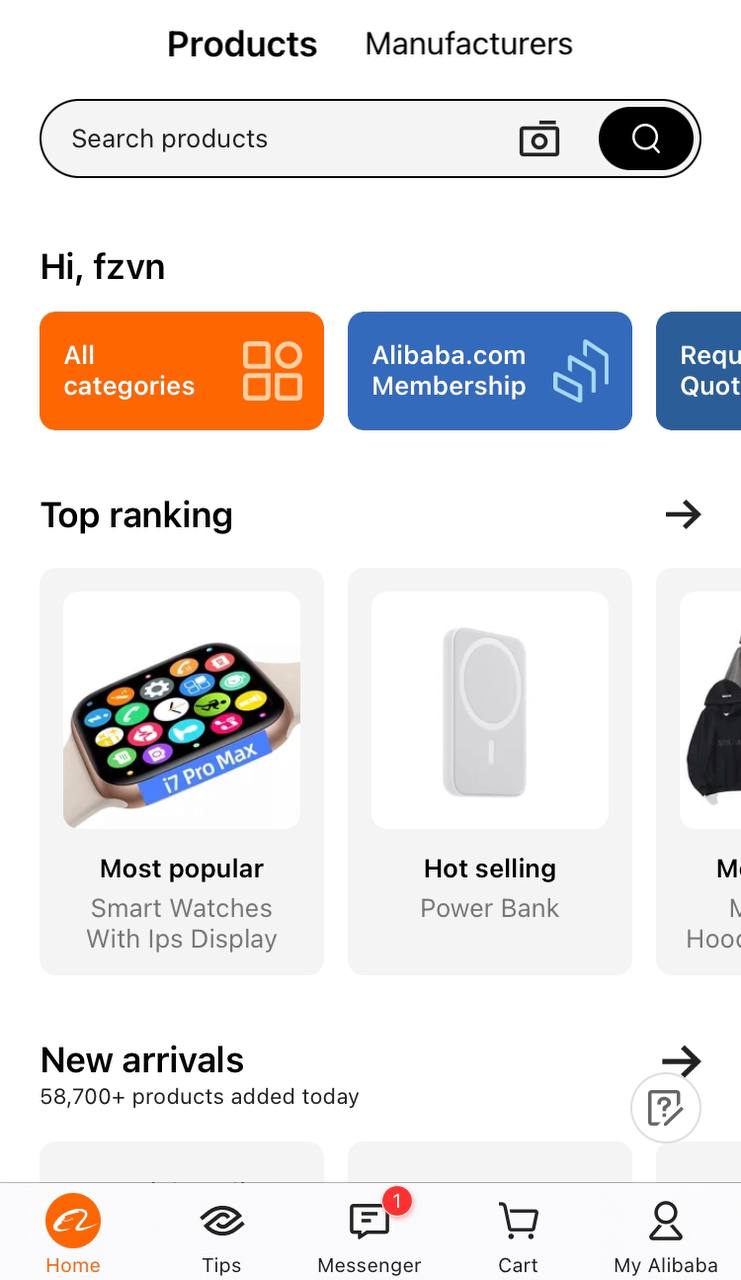 Products Manufacturers
Search products
Hi, fzvn
All
categories
Alibaba.com
Membership
Requ
Quot
Top ranking
i7 Pro Max
Most popular
Smart Watches
With Ips Display
Hot selling
Power Bank
New arrivals
58,700+ products added today
1
Home Tips Messenger Cart My Alibaba